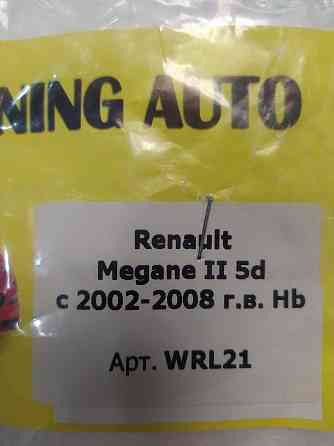 NING AUTO
Renault
Megane II 5d
с 2002-2008 г.в. Hb
Арт. WRL21